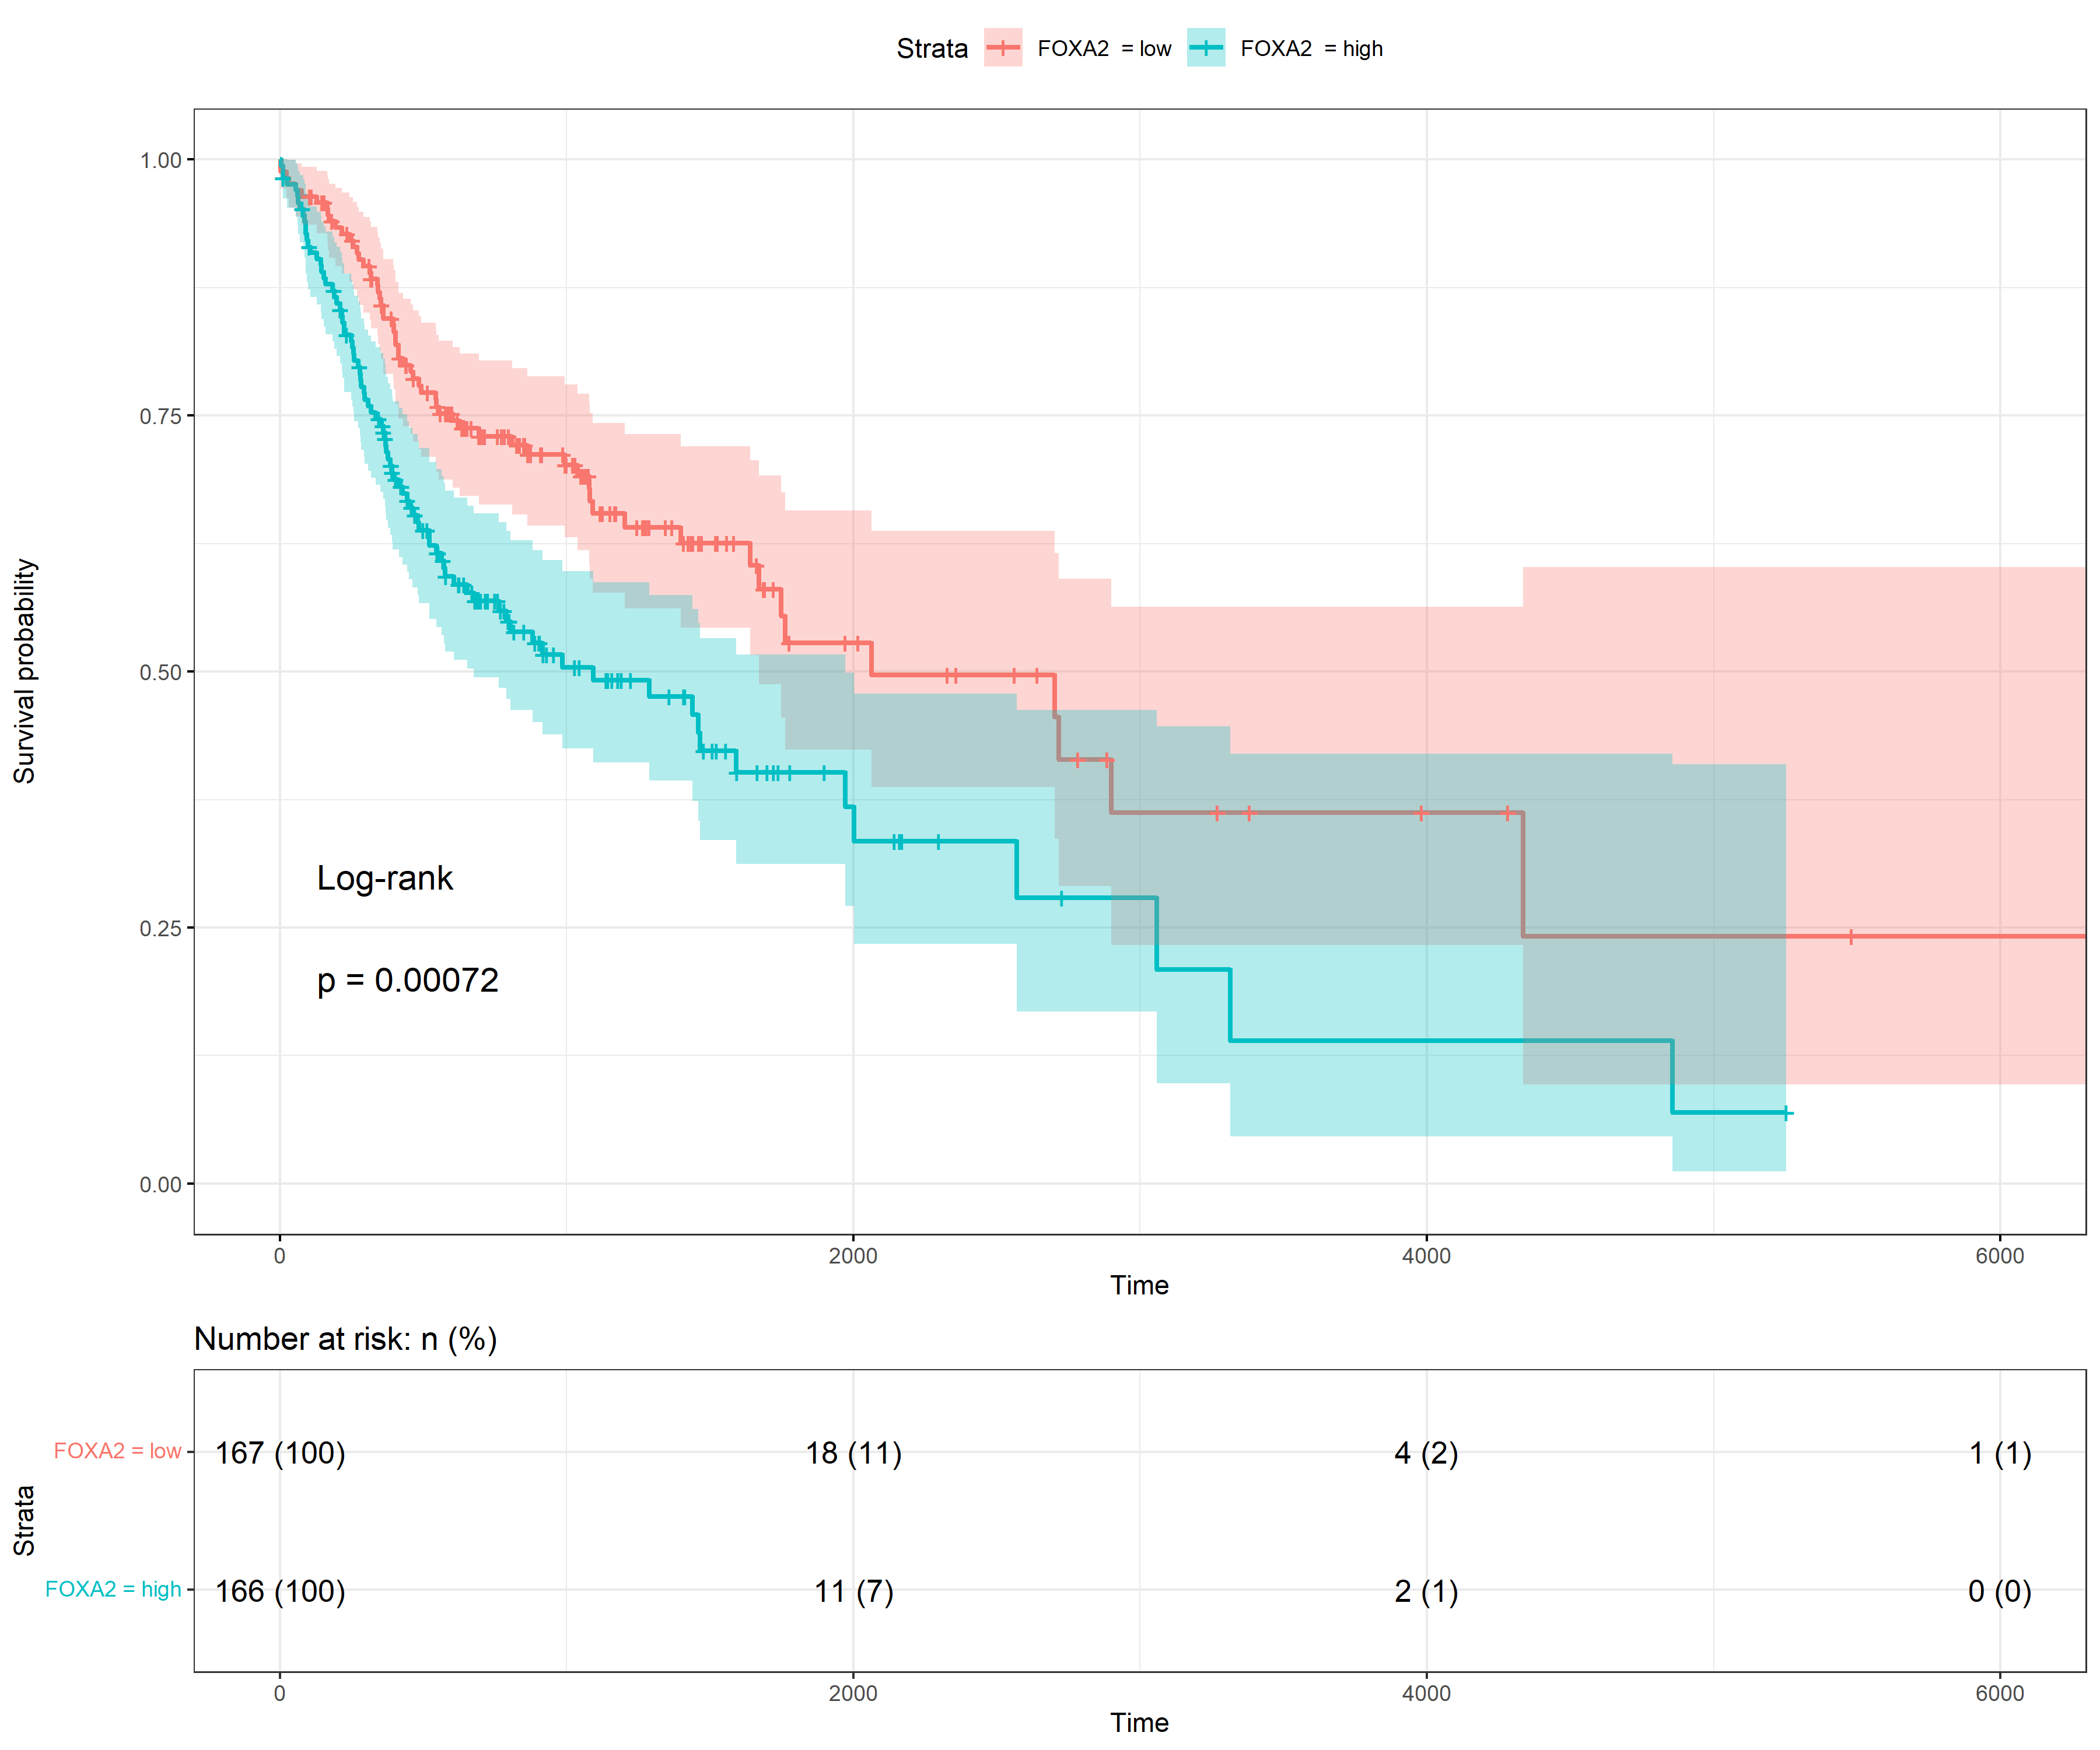 Strata FOXA2 = low FOXA2 = high
1.00
0.75
0.50
0.25
0.00
Survival probability
Log-rank
p = 0.00072
0 2000 4000 6000
Time
Number at risk: n (%)
Strata
FOXA2 = low 167 (100) 18 (11) 4 (2) 1 (1)
FOXA2 = high 166 (100) 11 (7) 2 (1) 0 (0)
0 2000 4000 6000
Time